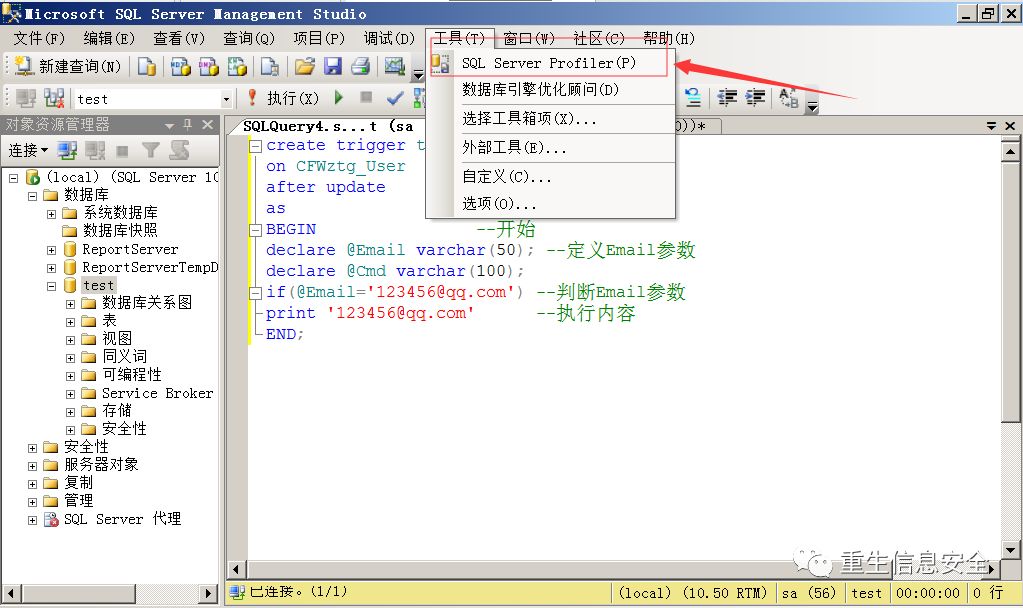 Microsoft SQL Server Management Studio
文件(F) 编辑(E) 查看(V) 查询(Q) 项目(P) 调试(D) 工具(T) 窗口(W) 社区(C) 帮助(H)
新建查询(N)
SQL Server Profiler(P)
数据库引擎优化顾问(D)
选择工具箱项(X)...
外部工具(E)...
自定义(C)...
选项(O)...
test 执行(X)
对象资源管理器
连接
(local) (SQL Server 10
数据库
系统数据库
数据库快照
ReportServer
ReportServerTempD
test
数据库关系图
表
视图
同义词
可编程性
Service Broker
存储
安全性
安全性
服务器对象
复制
管理
SQL Server 代理
SQLQuery4.s...t (sa
))*
create trigger t
on CFWztg_User
after update
as
BEGIN --开始
declare @Email varchar(50); --定义Email参数
declare @Cmd varchar(100);
if(@Email='123456@qq.com') --判断Email参数
print '123456@qq.com' --执行内容
END;
重生信息安全
已连接。(1/1) (local) (10.50 RTM) sa (56) test 00:00:00 0 行